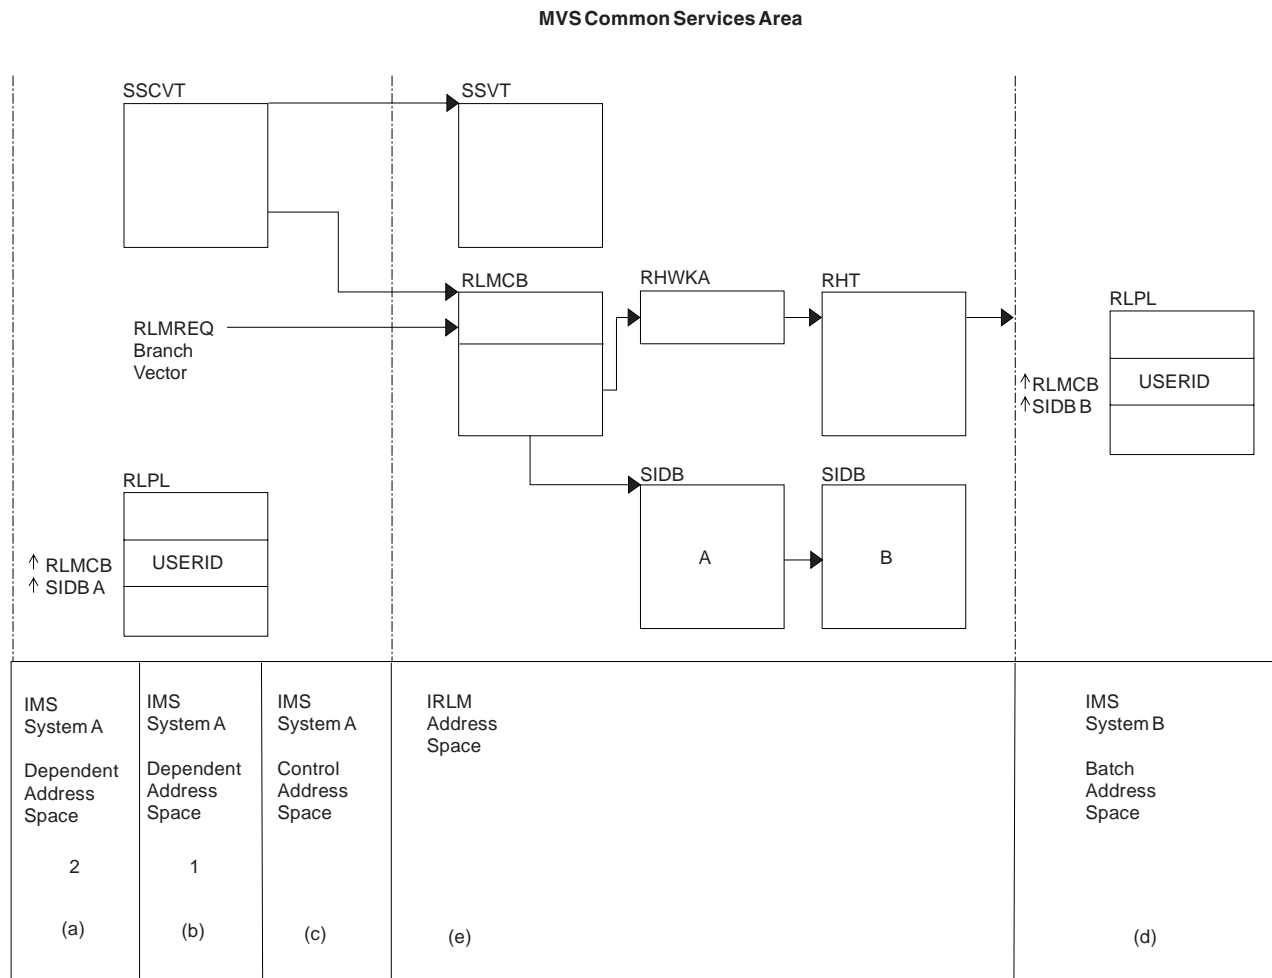 MVS Common Services Area
SSCVT
SSVT
RLMCB
RHWKA
RHT
RLPL
RLMREQ
Branch
Vector
↑ RLMCB
↑ SIDB B
USERID
RLPL
SIDB
SIDB
↑ RLMCB
↑ SIDB A
USERID
A
B
IMS
System A
Dependent
Address
Space
2
(a)
IMS
System A
Dependent
Address
Space
1
(b)
IMS
System A
Control
Address
Space
(c)
IRLM
Address
Space
(e)
IMS
System B
Batch
Address
Space
(d)